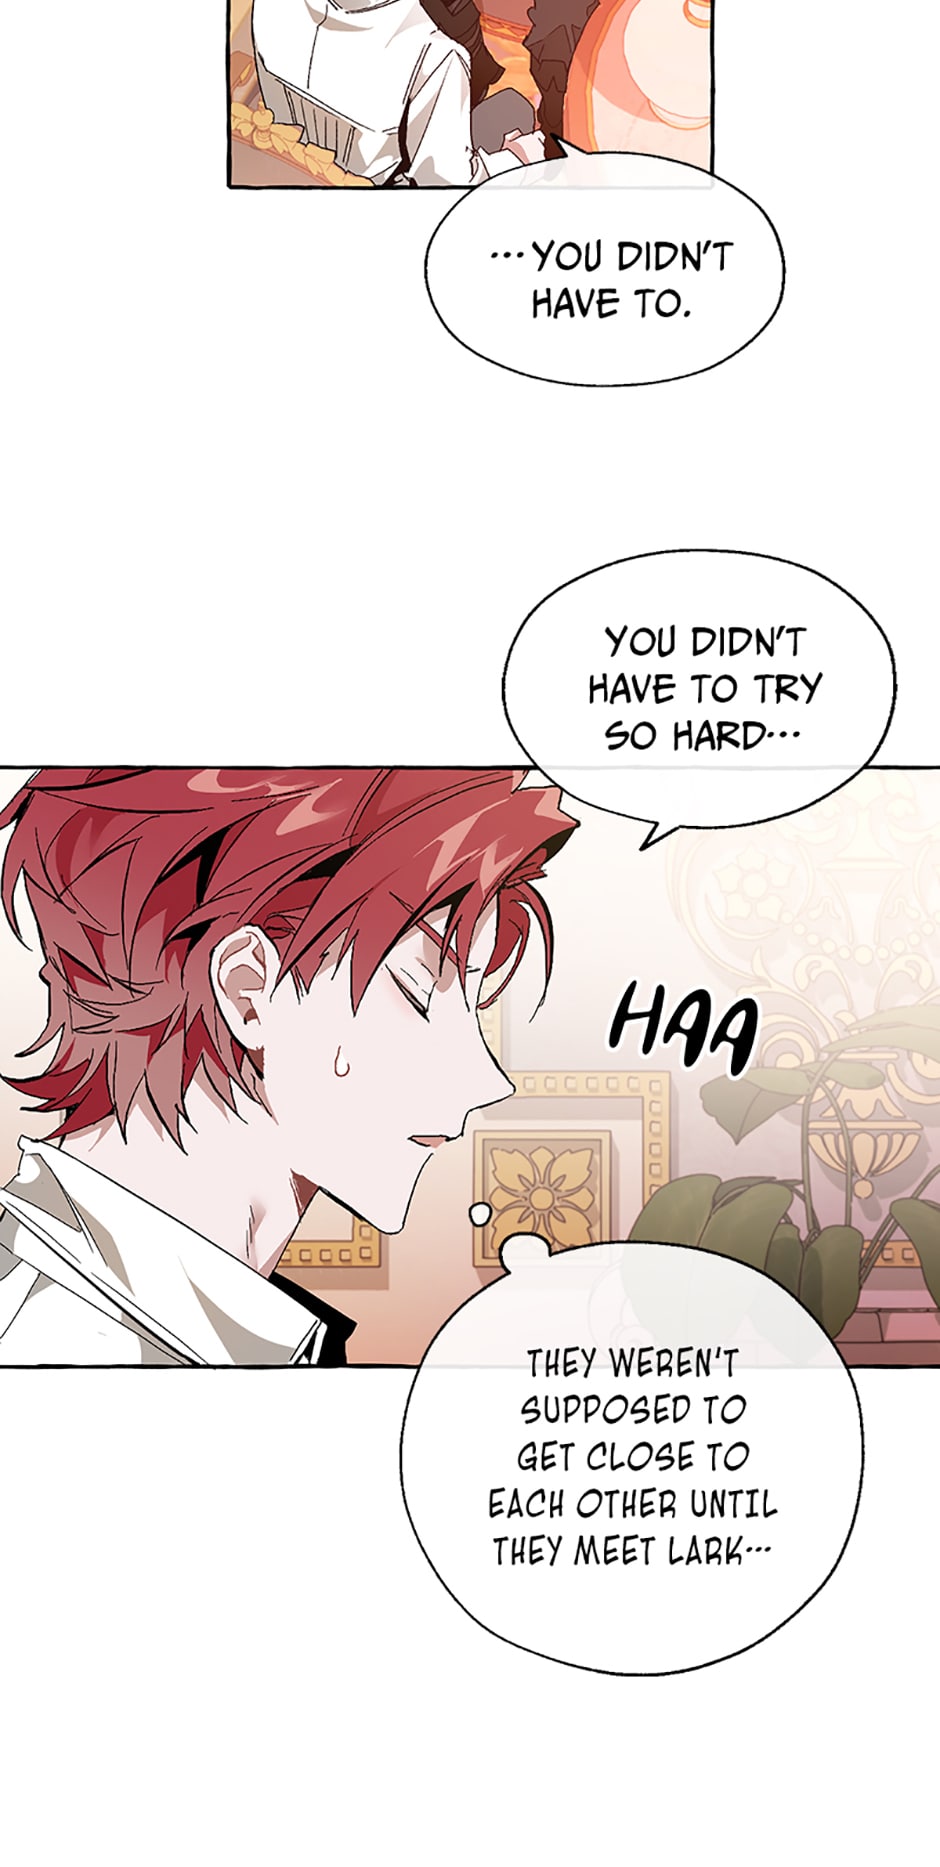 ...YOU DIDN'T
HAVE TO.
YOU DIDN'T
HAVE TO TRY
SO HARD...
HAA
THEY WEREN'T
SUPPOSED TO
GET CLOSE TO
EACH OTHER UNTIL
THEY MEET LARK...